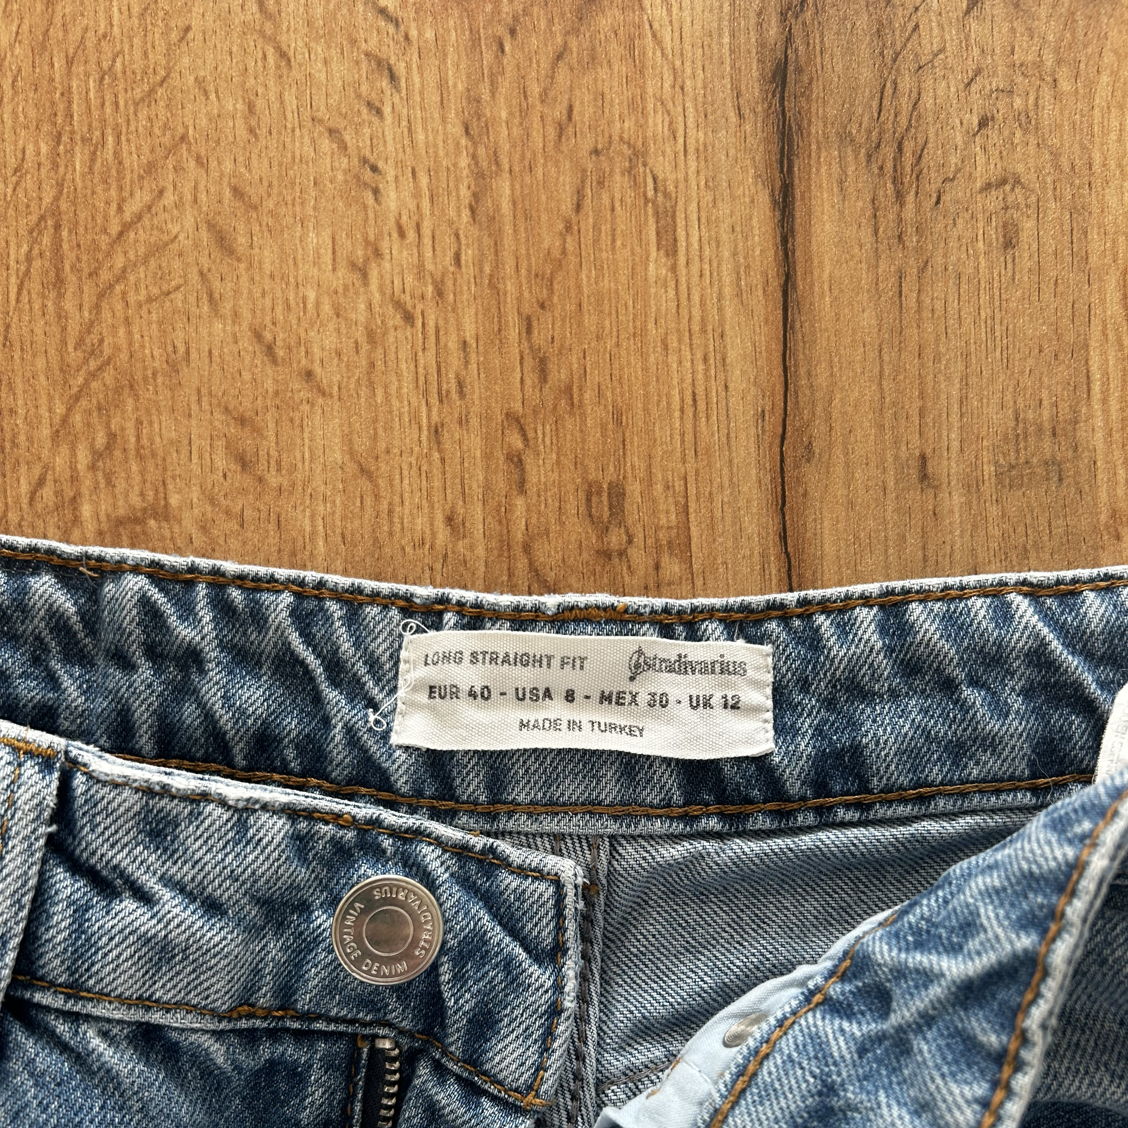 LONG STRAIGHT FIT stradivarius
EUR 40 - USA 8 - MEX 30 - UK 12
MADE IN TURKEY
STRADIVARIUS VINTAGE DENIM